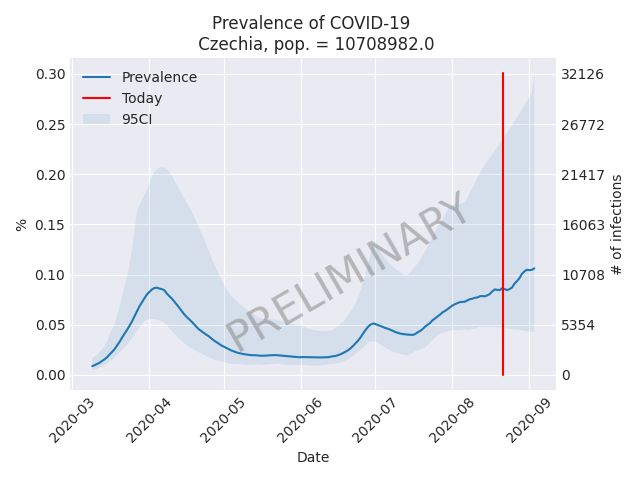 Prevalence of COVID-19
Czechia, pop. = 10708982.0
Prevalence
Today
95CI
0.30
0.25
0.20
0.15
0.10
0.05
0.00
%
32126
26772
21417
16063
10708
5354
0
# of infections
PRELIMINARY
2020-03
2020-04
2020-05
2020-06
2020-07
2020-08
2020-09
Date